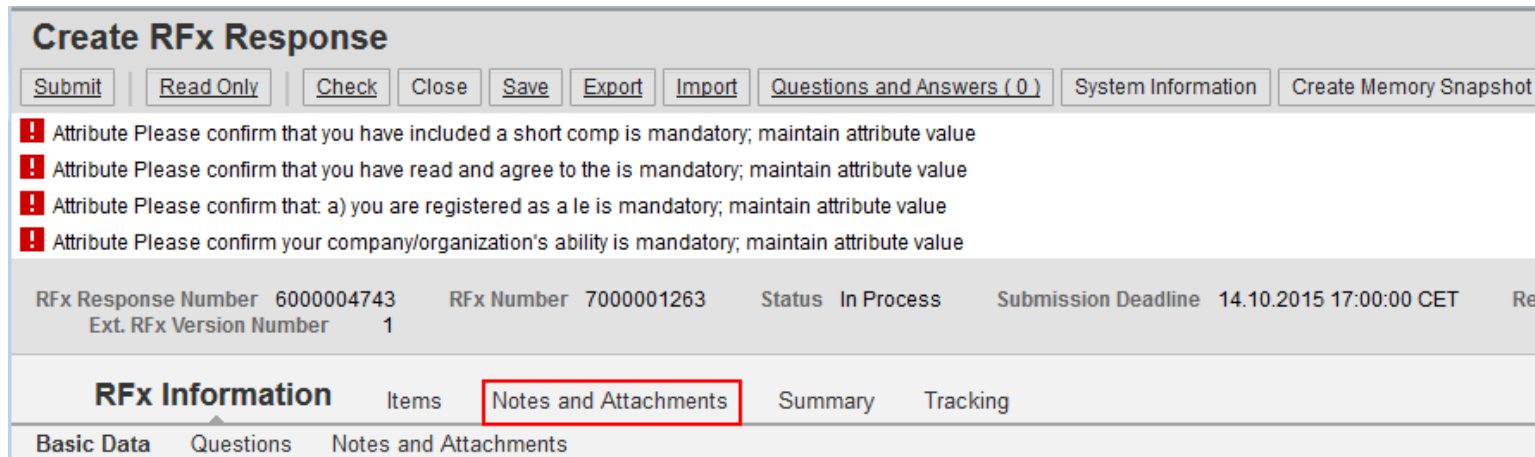 Create RFx Response
Submit Read Only Check Close Save Export Import Questions and Answers ( 0 ) System Information Create Memory Snapshot
Attribute Please confirm that you have included a short comp is mandatory; maintain attribute value
Attribute Please confirm that you have read and agree to the is mandatory; maintain attribute value
Attribute Please confirm that: a) you are registered as a le is mandatory; maintain attribute value
Attribute Please confirm your company/organization's ability is mandatory; maintain attribute value
RFx Response Number 6000004743 RFx Number 7000001263 Status In Process Submission Deadline 14.10.2015 17:00:00 CET Re
Ext. RFx Version Number 1
RFx Information Items Notes and Attachments Summary Tracking
Basic Data Questions Notes and Attachments